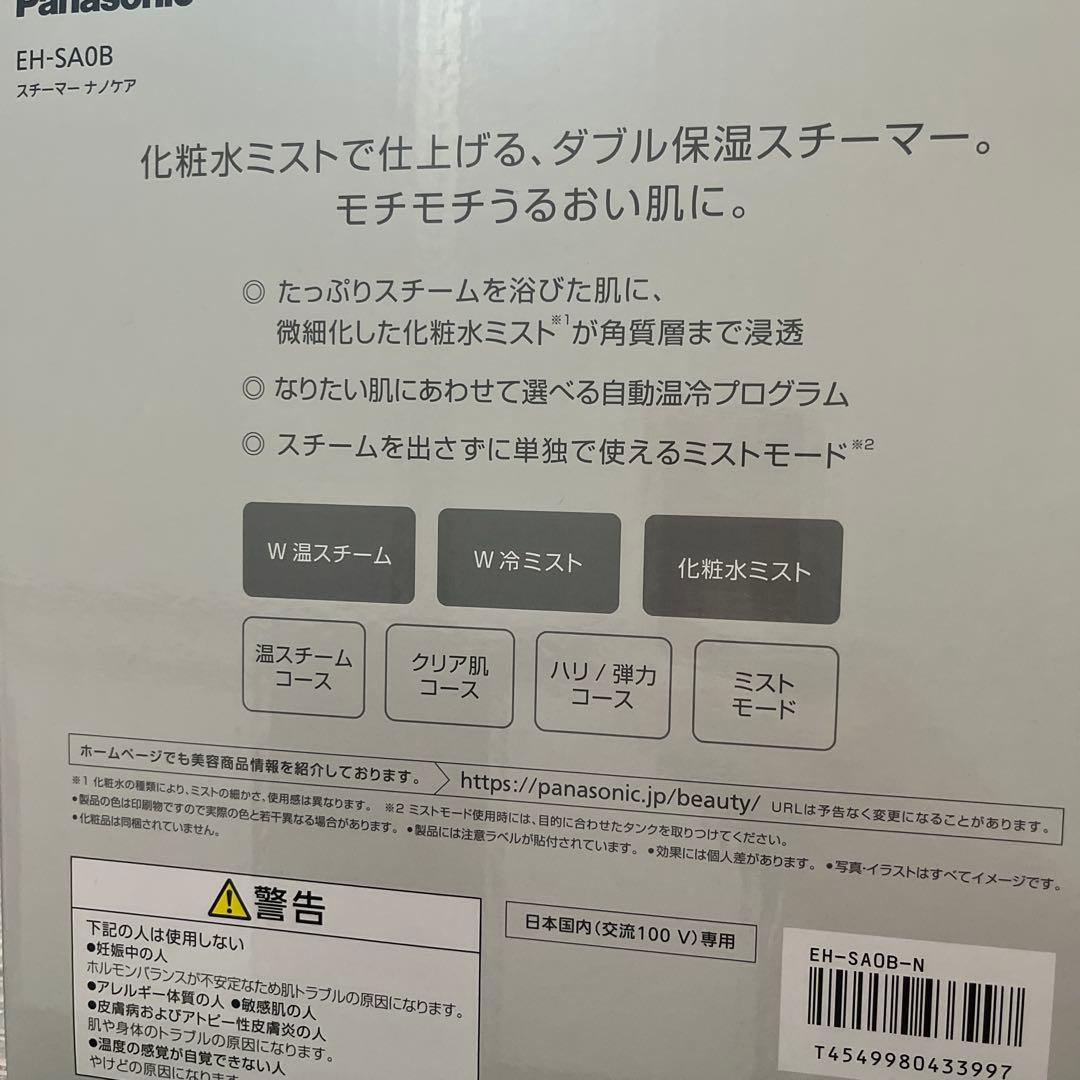 Panasonic
EH-SA0B
スチーマー ナノケア
化粧水ミストで仕上げる、ダブル保湿スチーマー。
モチモチうるおい肌に。
◎ たっぷりスチームを浴びた肌に、
微細化した化粧水ミスト※1が角質層まで浸透
◎ なりたい肌にあわせて選べる自動温冷プログラム
◎ スチームを出さずに単独で使えるミストモード※2
W 温スチーム
W 冷ミスト
化粧水ミスト
温スチーム
コース
クリア肌
コース
ハリ / 弾力
コース
ミスト
モード
ホームページでも美容商品情報を紹介しております。 https://panasonic.jp/beauty/ URLは予告なく変更になることがあります。
※1 化粧水の種類により、ミストの細かさ、使用感は異なります。 ※2 ミストモード使用時には、目的に合わせたタンクを取りつけてください。
●製品の色は印刷物ですので実際の色と若干異なる場合があります。 ●製品には注意ラベルが貼付されています。 ●効果には個人差があります。 ●写真・イラストはすべてイメージです。
●化粧品は同梱されていません。
警告
下記の人は使用しない
●妊娠中の人
ホルモンバランスが不安定なため肌トラブルの原因になります。
●アレルギー体質の人 ●敏感肌の人
●皮膚病およびアトピー性皮膚炎の人
肌や身体のトラブルの原因になります。
●温度の感覚が自覚できない人
やけどの原因になります。
日本国内(交流100 V)専用
EH-SA0B-N
T4549980433997